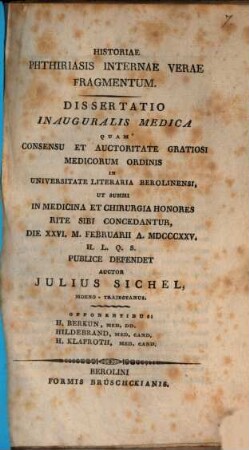 7
HISTORIAE
PHTHIRIASIS INTERNAE VERAE
FRAGMENTUM.
DISSERTATIO
INAUGURALIS MEDICA
QUAM
CONSENSU ET AUCTORITATE GRATIOSI
MEDICORUM ORDINIS
IN
UNIVERSITATE LITERARIA BEROLINENSI,
UT SUMMI
IN MEDICINA ET CHIRURGIA HONORES
RITE SIBI CONCEDANTUR,
DIE XXVI. M. FEBRUARII A. MDCCCXXV.
H. L. Q. S.
PUBLICE DEFENDET
AUCTOR
JULIUS SICHEL,
MOENO-TRAJECTANUS.
OPPONENTIBUS:
H. BERKUN, MED. DD.
HILDEBRAND, MED. CAND.
H. KLAPROTH, MED. CAND.
BEROLINI
FORMIS BRÜSCHCKIANIS.